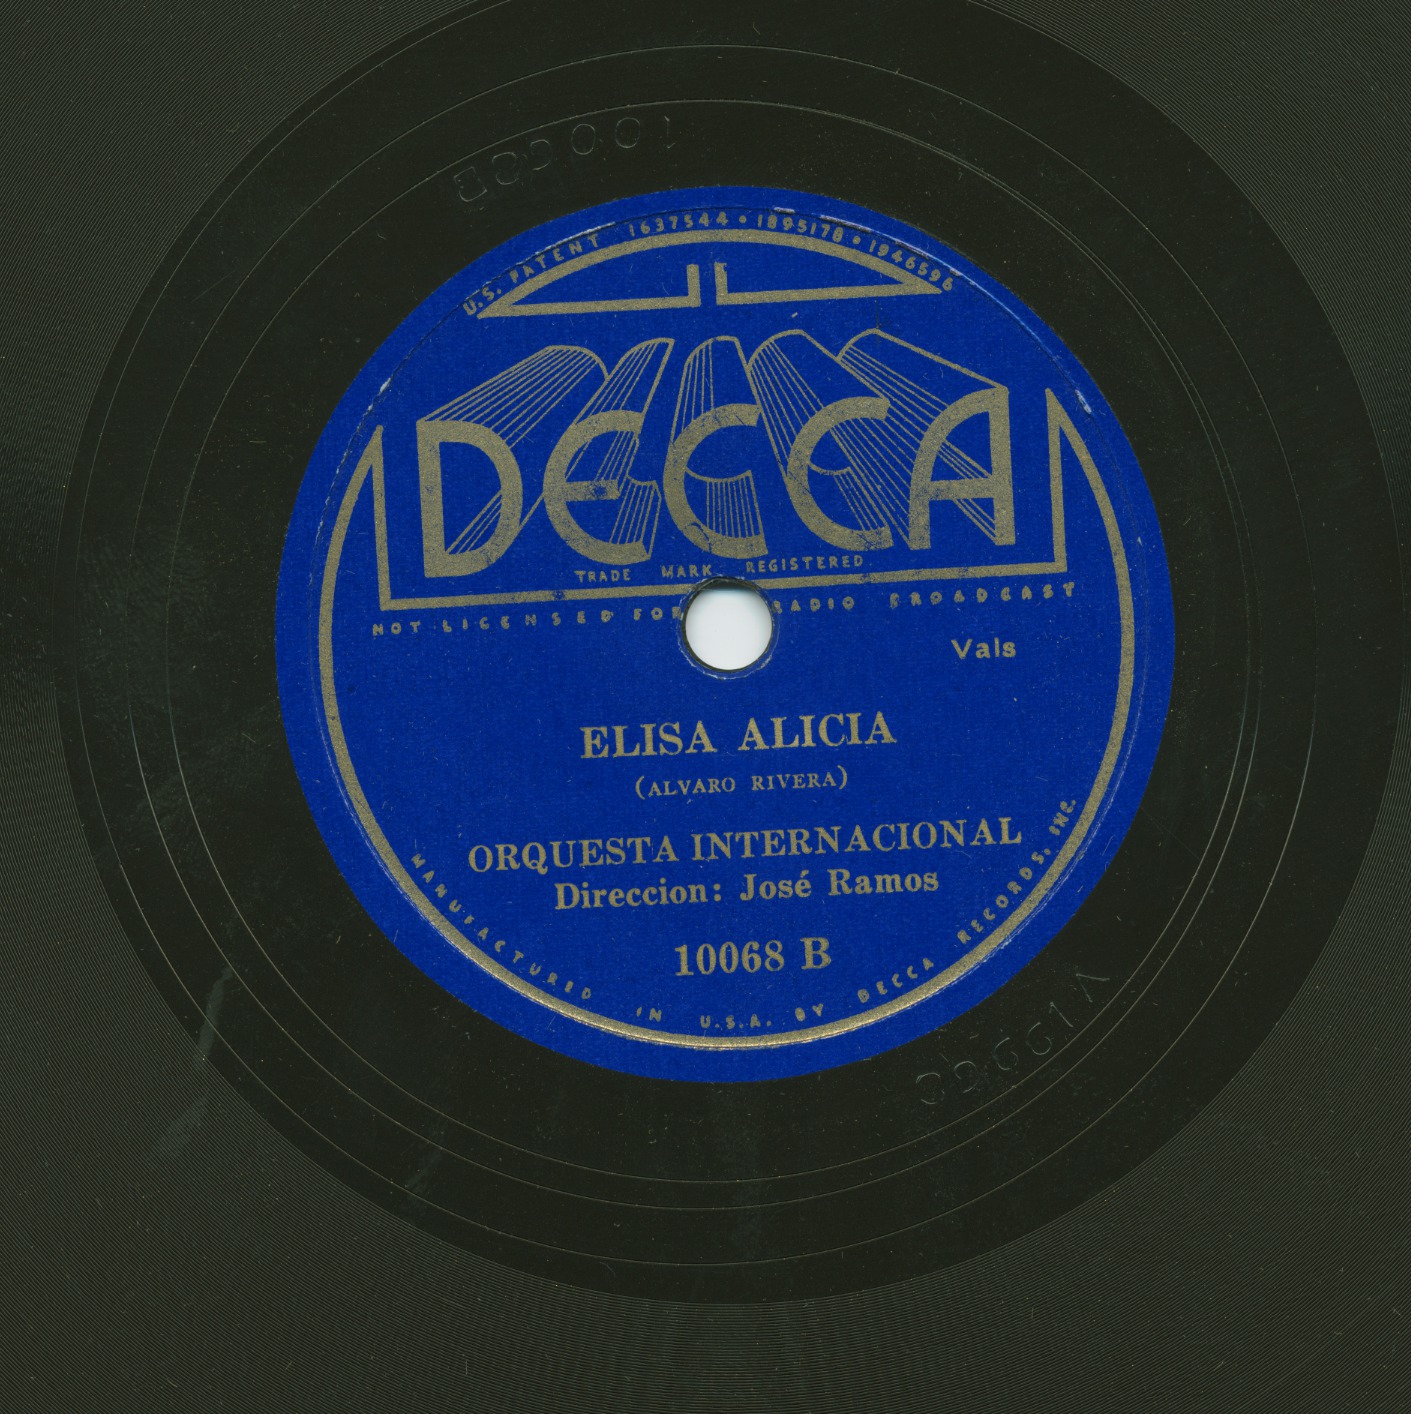 U.S. PATENT 1637544 • 1895178 • 1946596
DECCA
TRADE MARK REGISTERED.
NOT LICENSED FOR RADIO BROADCAST
Vals
ELISA ALICIA
(ALVARO RIVERA)
ORQUESTA INTERNACIONAL
Direccion: José Ramos
10068 B
MANUFACTURED IN U.S.A. BY DECCA RECORDS, INC.